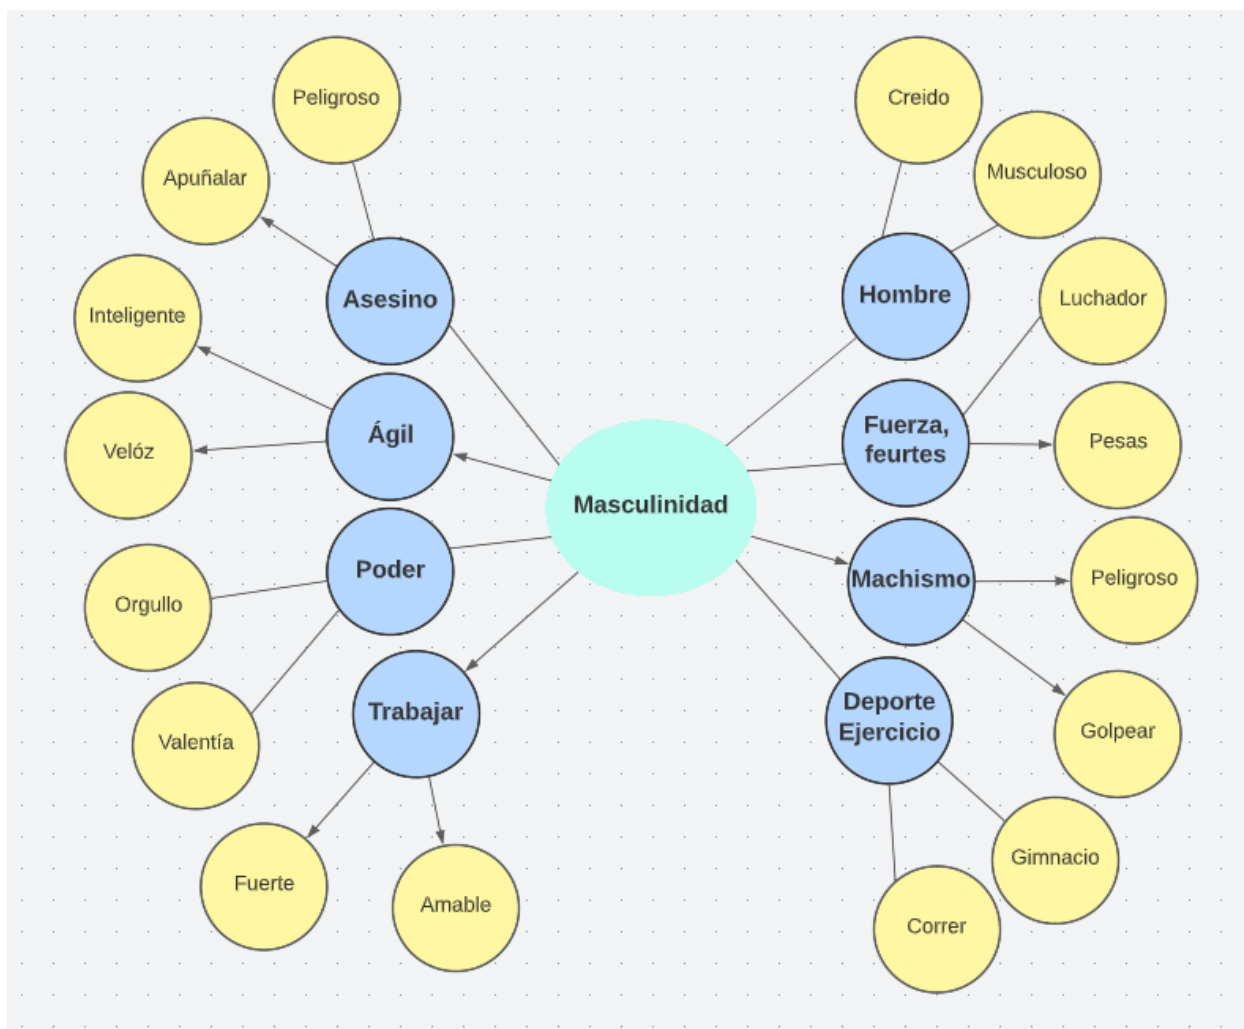 Peligroso
Creido
Apuñalar
Musculoso
Asesino
Hombre
Inteligente
Luchador
Ágil
Fuerza,
feurtes
Velóz
Pesas
Masculinidad
Poder
Machismo
Peligroso
Orgullo
Trabajar
Deporte
Ejercicio
Valentía
Golpear
Fuerte
Amable
Gimnacio
Correr